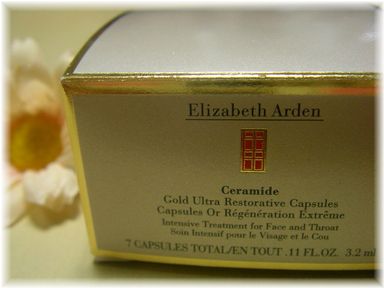 Elizabeth Arden
Ceramide
Gold Ultra Restorative Capsules
Capsules Or Régénération Extrême
Intensive Treatment for Face and Throat
Soin Intensif pour le Visage et le Cou
7 CAPSULES TOTAL/EN TOUT .11 FL.OZ. 3.2 ml